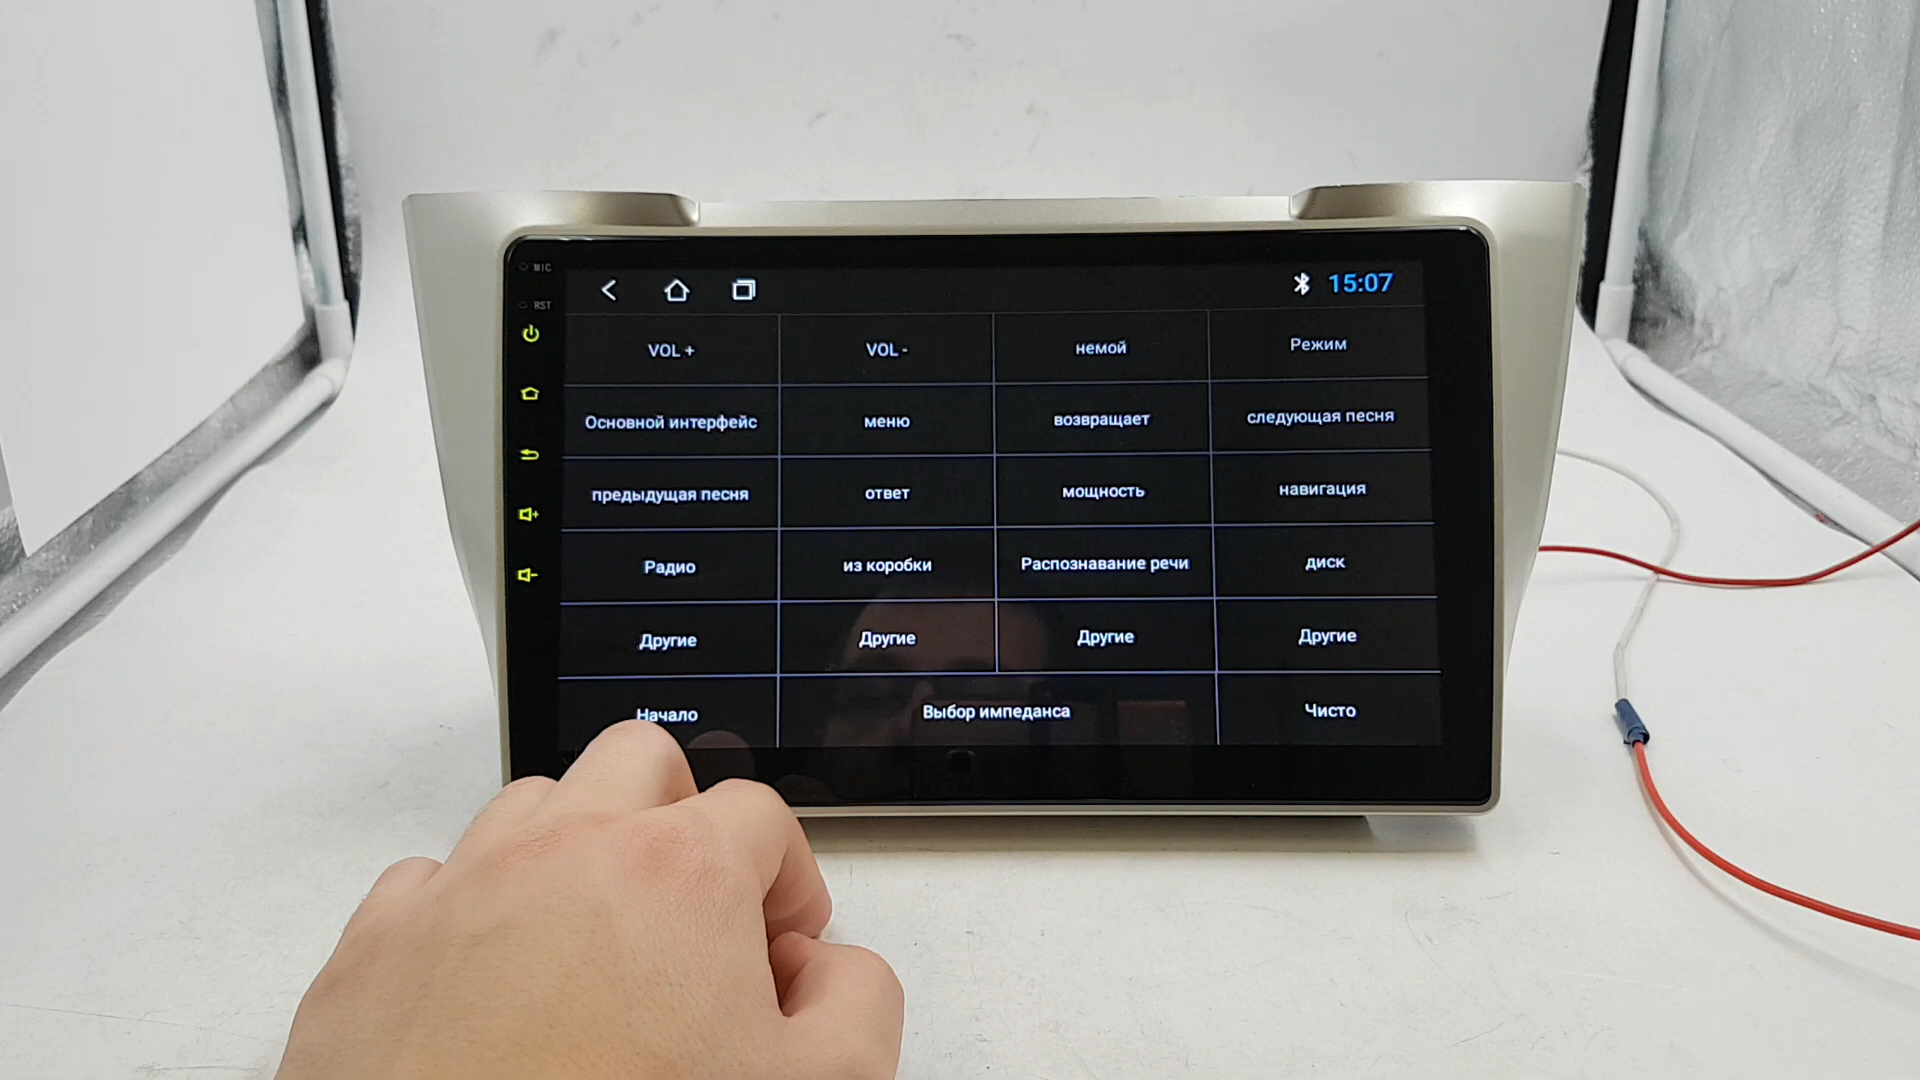 MIC
RST
15:07
VOL +
VOL -
немой
Режим
Основной интерфейс
меню
возвращает
следующая песня
предыдущая песня
ответ
мощность
навигация
Радио
из коробки
Распознавание речи
диск
Другие
Другие
Другие
Другие
Начало
Выбор импеданса
Чисто